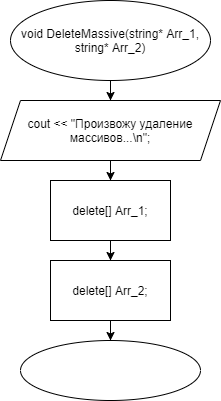 void DeleteMassive(string* Arr_1,
string* Arr_2)
cout << "Произвожу удаление
массивов...\n";
delete[] Arr_1;
delete[] Arr_2;